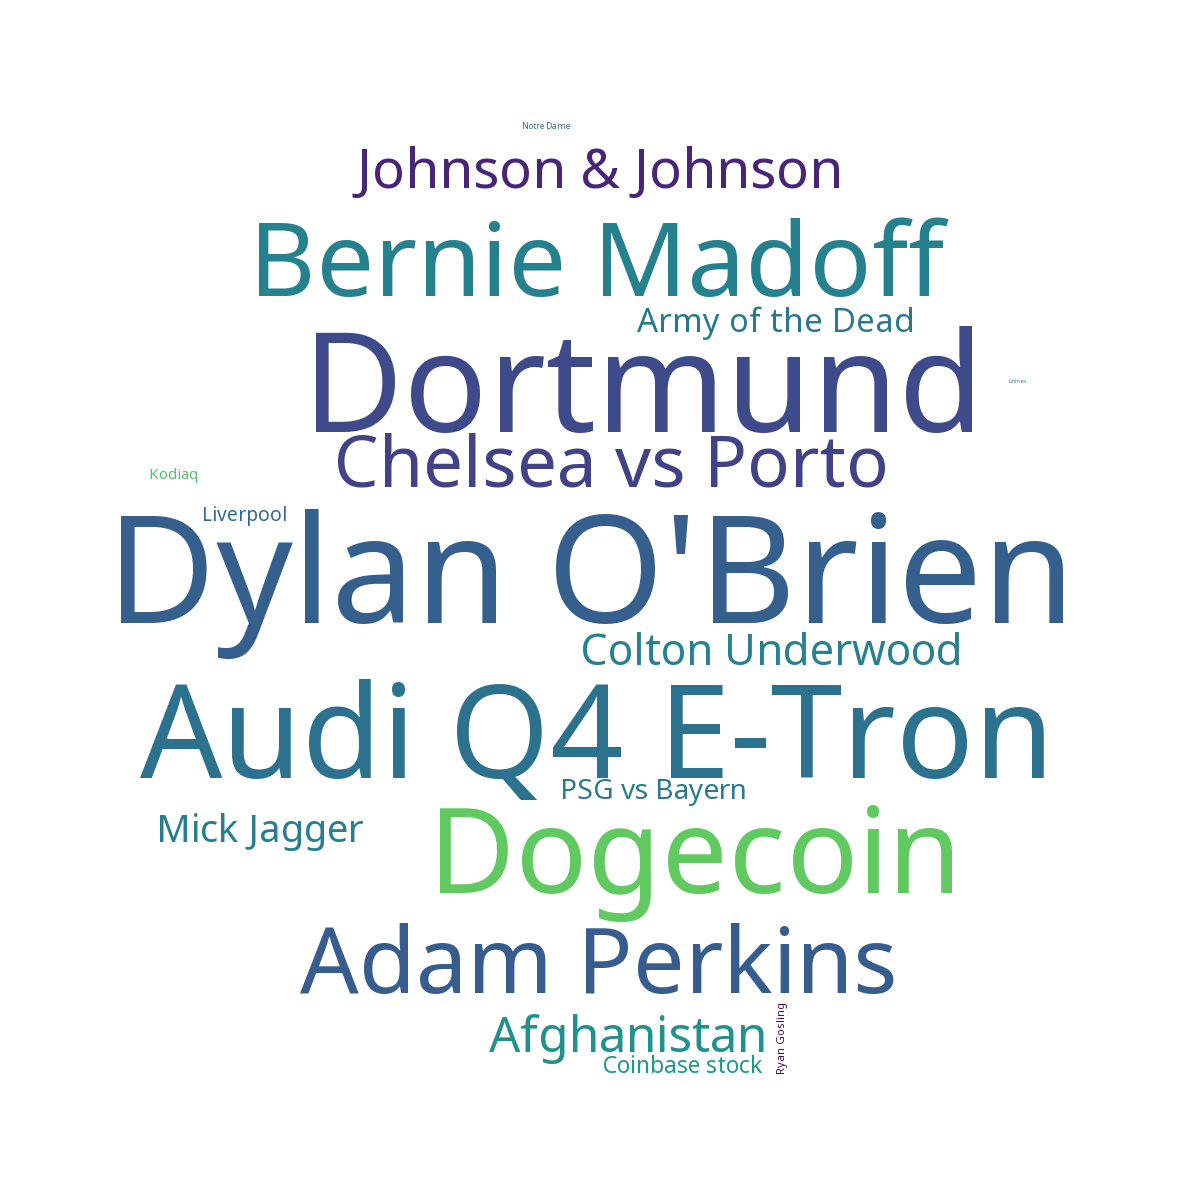 Notre Dame
Johnson & Johnson
Bernie Madoff
Army of the Dead
Dortmund
Grimes
Chelsea vs Porto
Kodiaq
Liverpool
Dylan O'Brien
Colton Underwood
Audi Q4 E-Tron
PSG vs Bayern
Mick Jagger
Dogecoin
Adam Perkins
Afghanistan
Ryan Gosling
Coinbase stock